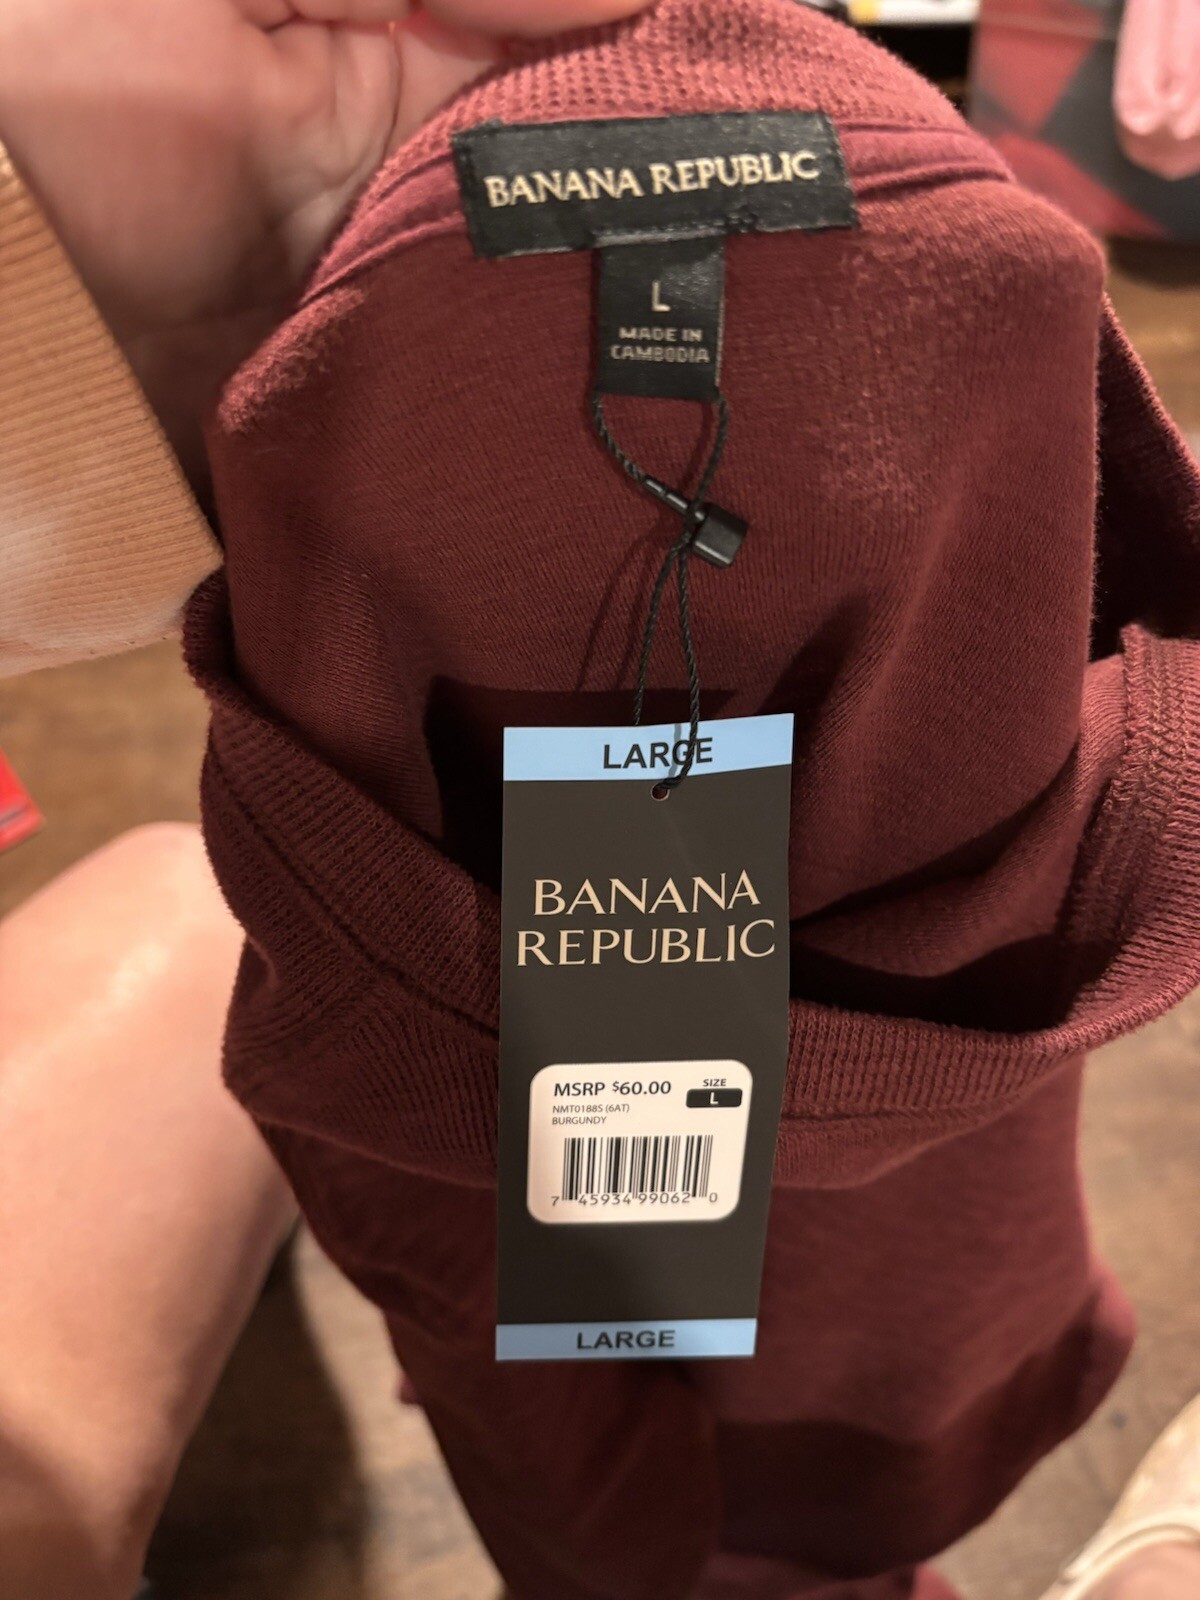 BANANA REPUBLIC
L
MADE IN
CAMBODIA
LARGE
BANANA
REPUBLIC
MSRP $60.00
SIZE
L
NMT0188S (6AT)
BURGUNDY
7 45934 99062 0
LARGE